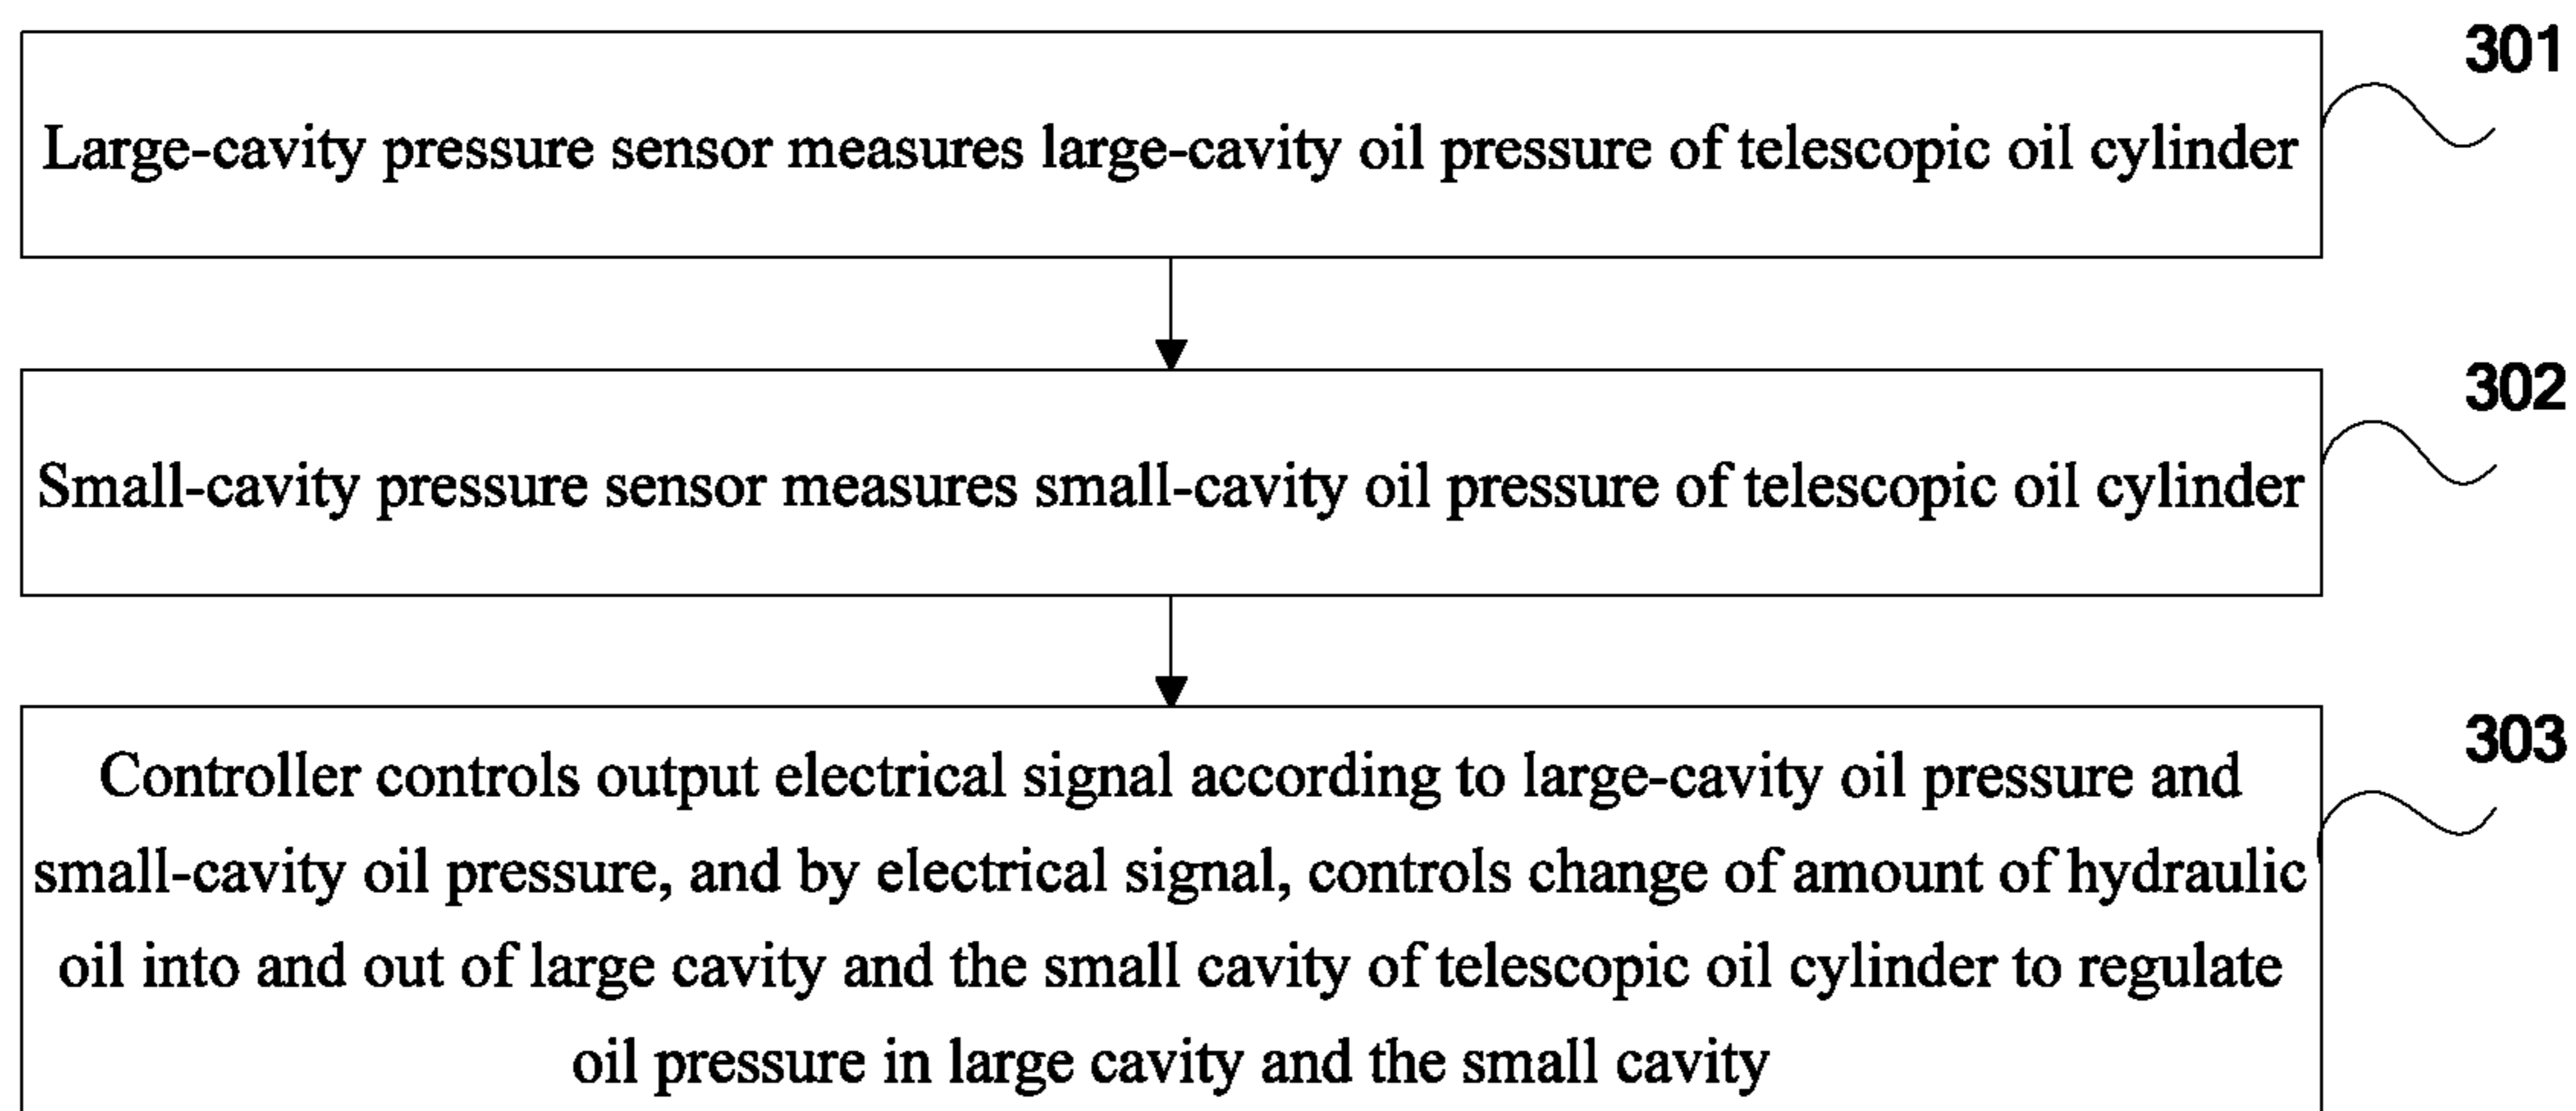 301
Large-cavity pressure sensor measures large-cavity oil pressure of telescopic oil cylinder
302
Small-cavity pressure sensor measures small-cavity oil pressure of telescopic oil cylinder
303
Controller controls output electrical signal according to large-cavity oil pressure and
small-cavity oil pressure, and by electrical signal, controls change of amount of hydraulic
oil into and out of large cavity and the small cavity of telescopic oil cylinder to regulate
oil pressure in large cavity and the small cavity